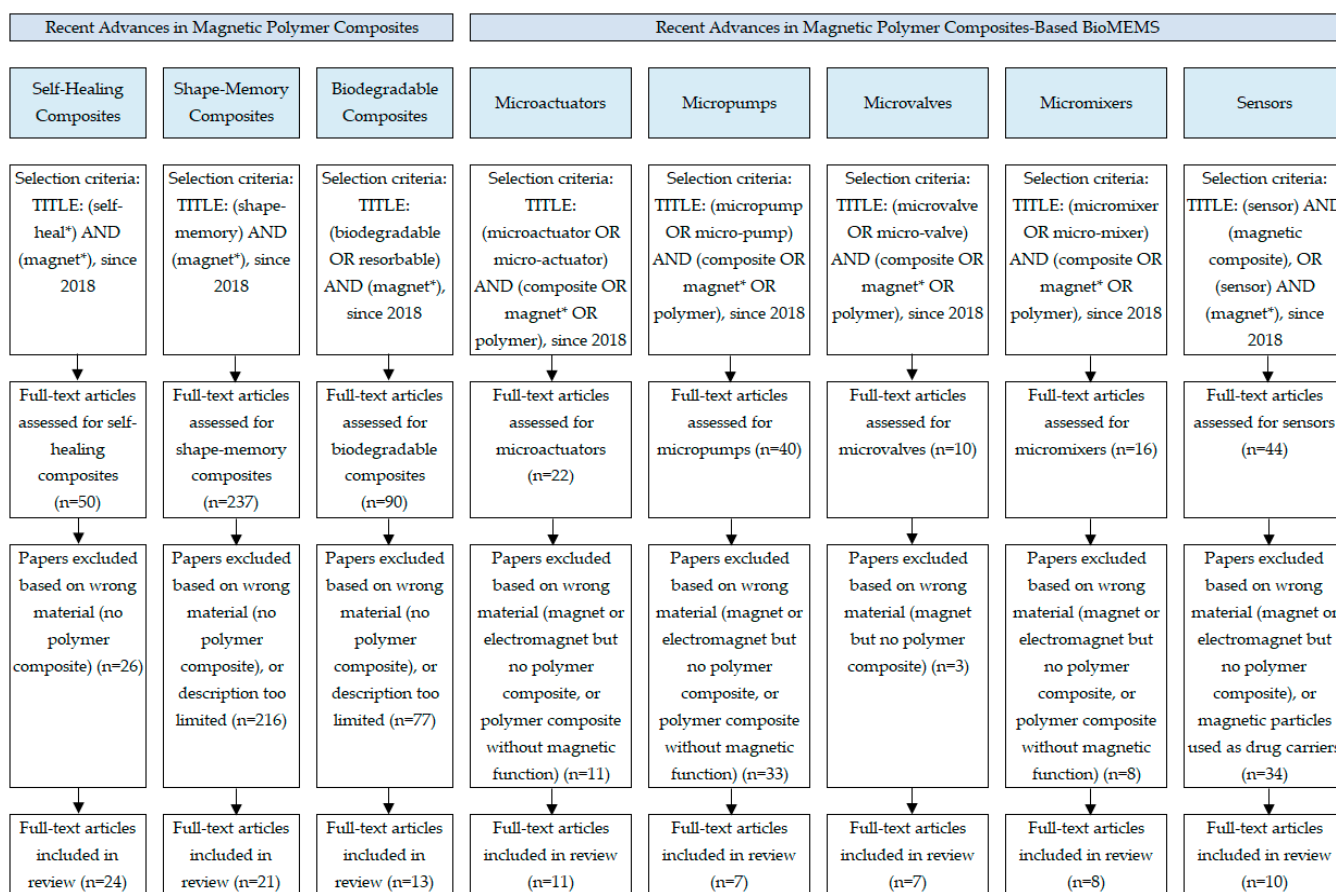 Recent Advances in Magnetic Polymer Composites
Recent Advances in Magnetic Polymer Composites-Based BioMEMS
Self-Healing
Composites
Shape-Memory
Composites
Biodegradable
Composites
Microactuators
Micropumps
Microvalves
Micromixers
Sensors
Selection criteria:
TITLE: (self-
heal*) AND
(magnet*), since
2018
Selection criteria:
TITLE: (shape-
memory) AND
(magnet*), since
2018
Selection criteria:
TITLE:
(biodegradable
OR resorbable)
AND (magnet*),
since 2018
Selection criteria:
TITLE:
(microactuator OR
micro-actuator)
AND (composite OR
magnet* OR
polymer), since 2018
Selection criteria:
TITLE: (micropump
OR micro-pump)
AND (composite OR
magnet* OR
polymer), since 2018
Selection criteria:
TITLE: (microvalve
OR micro-valve)
AND (composite OR
magnet* OR
polymer), since 2018
Selection criteria:
TITLE: (micromixer
OR micro-mixer)
AND (composite OR
magnet* OR
polymer), since 2018
Selection criteria:
TITLE: (sensor) AND
(magnetic
composite), OR
(sensor) AND
(magnet*), since
2018
Full-text articles
assessed for self-
healing
composites
(n=50)
Full-text articles
assessed for
shape-memory
composites
(n=237)
Full-text articles
assessed for
biodegradable
composites
(n=90)
Full-text articles
assessed for
microactuators
(n=22)
Full-text articles
assessed for
micropumps (n=40)
Full-text articles
assessed for
microvalves (n=10)
Full-text articles
assessed for
micromixers (n=16)
Full-text articles
assessed for sensors
(n=44)
Papers excluded
based on wrong
material (no
polymer
composite) (n=26)
Papers excluded
based on wrong
material (no
polymer
composite), or
description too
limited (n=216)
Papers excluded
based on wrong
material (no
polymer
composite), or
description too
limited (n=77)
Papers excluded
based on wrong
material (magnet or
electromagnet but
no polymer
composite, or
polymer composite
without magnetic
function) (n=11)
Papers excluded
based on wrong
material (magnet or
electromagnet but
no polymer
composite, or
polymer composite
without magnetic
function) (n=33)
Papers excluded
based on wrong
material (magnet
but no polymer
composite) (n=3)
Papers excluded
based on wrong
material (magnet or
electromagnet but
no polymer
composite, or
polymer composite
without magnetic
function) (n=8)
Papers excluded
based on wrong
material (magnet or
electromagnet but
no polymer
composite), or
magnetic particles
used as drug carriers
(n=34)
Full-text articles
included in
review (n=24)
Full-text articles
included in
review (n=21)
Full-text articles
included in
review (n=13)
Full-text articles
included in review
(n=11)
Full-text articles
included in review
(n=7)
Full-text articles
included in review
(n=7)
Full-text articles
included in review
(n=8)
Full-text articles
included in review
(n=10)